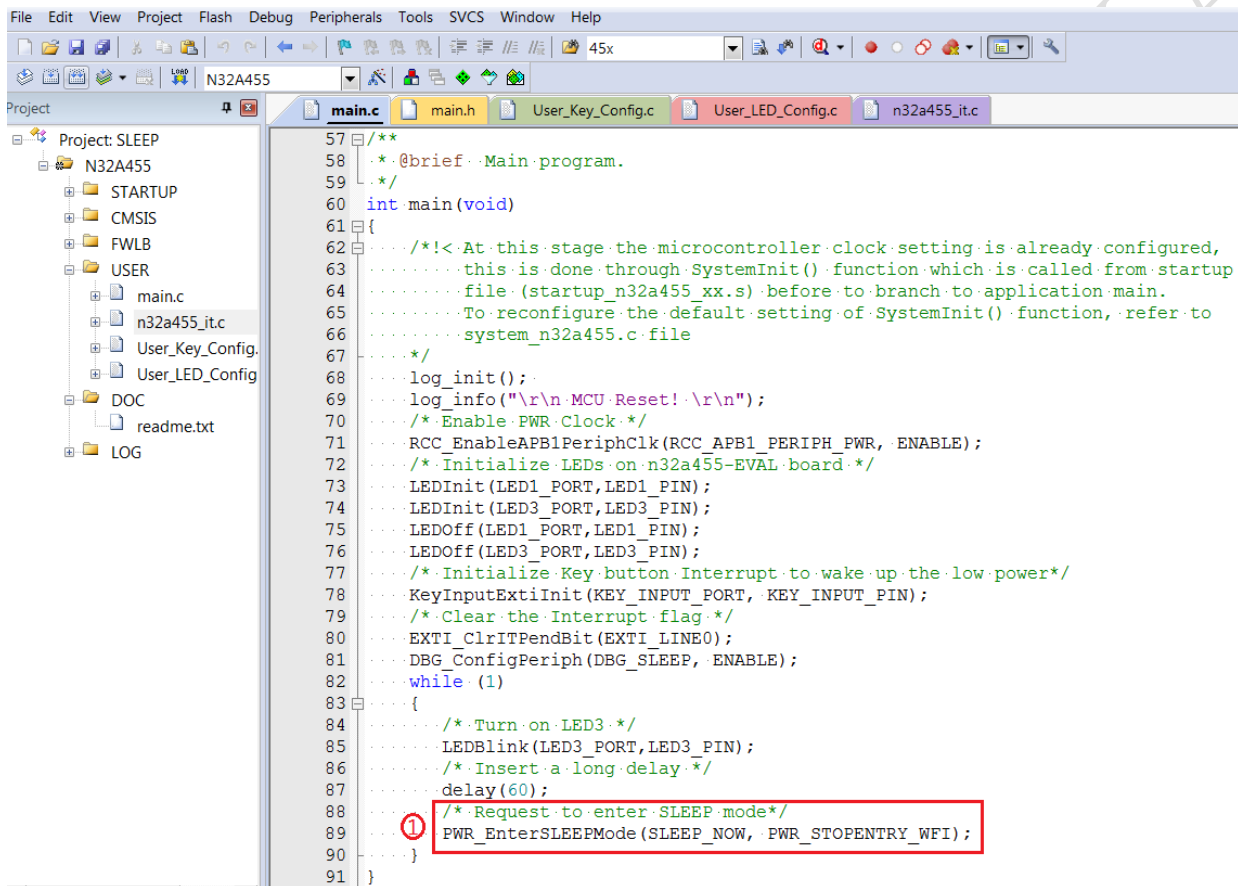 File Edit View Project Flash Debug Peripherals Tools SVCS Window Help
45x
LOAD N32A455
Project
main.c main.h User_Key_Config.c User_LED_Config.c n32a455_it.c
Project: SLEEP
N32A455
STARTUP
CMSIS
FWLB
USER
main.c
n32a455_it.c
User_Key_Config.
User_LED_Config
DOC
readme.txt
LOG
57 /**
58 * @brief  Main program.
59 */
60 int main(void)
61 {
62     /*!< At this stage the microcontroller clock setting is already configured,
63          this is done through SystemInit() function which is called from startup
64          file (startup_n32a455_xx.s) before to branch to application main.
65          To reconfigure the default setting of SystemInit() function, refer to
66          system_n32a455.c file
67     */
68     log_init();
69     log_info("\r\n MCU Reset! \r\n");
70     /* Enable PWR Clock */
71     RCC_EnableAPB1PeriphClk(RCC_APB1_PERIPH_PWR, ENABLE);
72     /* Initialize LEDs on n32a455-EVAL board */
73     LEDInit(LED1_PORT,LED1_PIN);
74     LEDInit(LED3_PORT,LED3_PIN);
75     LEDOff(LED1_PORT,LED1_PIN);
76     LEDOff(LED3_PORT,LED3_PIN);
77     /* Initialize Key button Interrupt to wake up the low power*/
78     KeyInputExtiInit(KEY_INPUT_PORT, KEY_INPUT_PIN);
79     /* Clear the Interrupt flag */
80     EXTI_ClrITPendBit(EXTI_LINE0);
81     DBG_ConfigPeriph(DBG_SLEEP, ENABLE);
82     while (1)
83     {
84        /* Turn on LED3 */
85        LEDBlink(LED3_PORT,LED3_PIN);
86        /* Insert a long delay */
87        delay(60);
88        /* Request to enter SLEEP mode*/
89     ① PWR_EnterSLEEPMode(SLEEP_NOW, PWR_STOPENTRY_WFI);
90     }
91 }